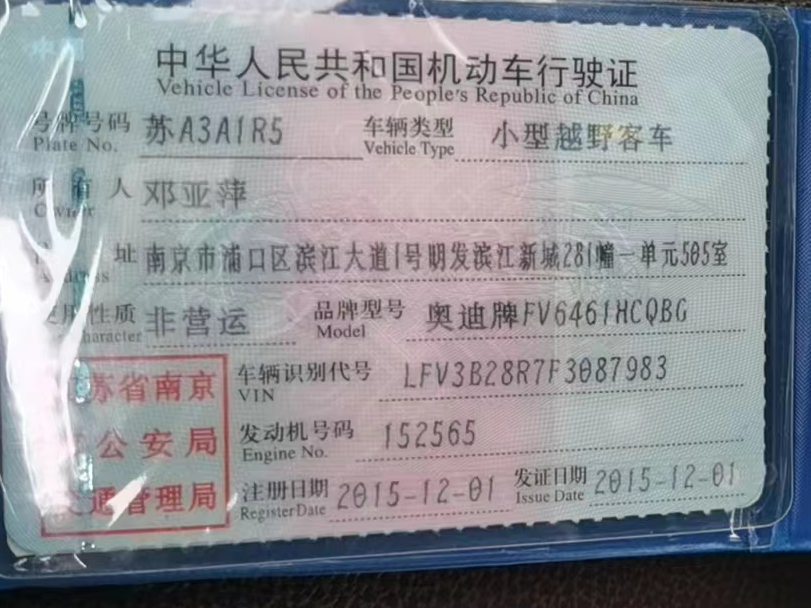 中华人民共和国机动车行驶证
Vehicle License of the People's Republic of China
号牌号码 苏A3A1R5 车辆类型 小型越野客车
Plate No. Vehicle Type
所有人 邓亚萍
Owner
址 南京市浦口区滨江大道1号明发滨江新城281幢一单元505室
Address
使用性质 非营运 品牌型号 奥迪牌FV6461HCQBG
Character Model
苏省南京
公安局
交通管理局
车辆识别代号 LFV3B28R7F3087983
VIN
发动机号码 152565
Engine No.
注册日期 2015-12-01 发证日期 2015-12-01
Register Date Issue Date